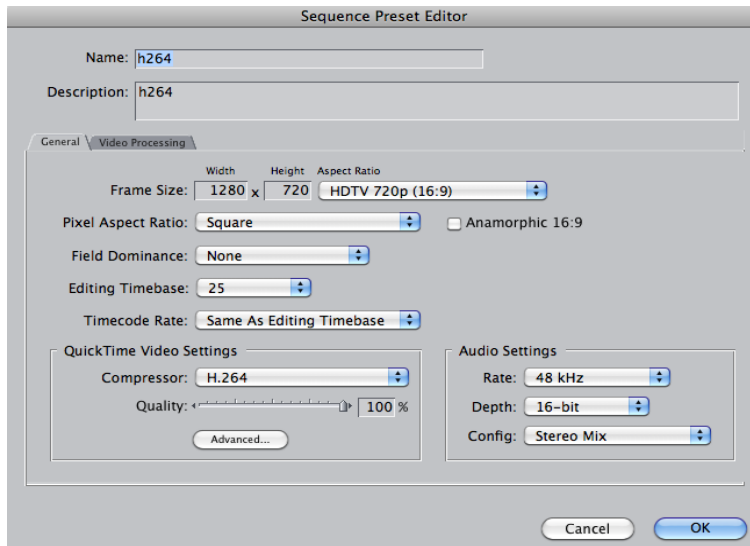 Sequence Preset Editor
Name: h264
Description: h264
General Video Processing
Width Height Aspect Ratio
Frame Size: 1280 x 720 HDTV 720p (16:9)
Pixel Aspect Ratio: Square Anamorphic 16:9
Field Dominance: None
Editing Timebase: 25
Timecode Rate: Same As Editing Timebase
QuickTime Video Settings
Compressor: H.264
Quality: 100 %
Advanced...
Audio Settings
Rate: 48 kHz
Depth: 16-bit
Config: Stereo Mix
Cancel OK